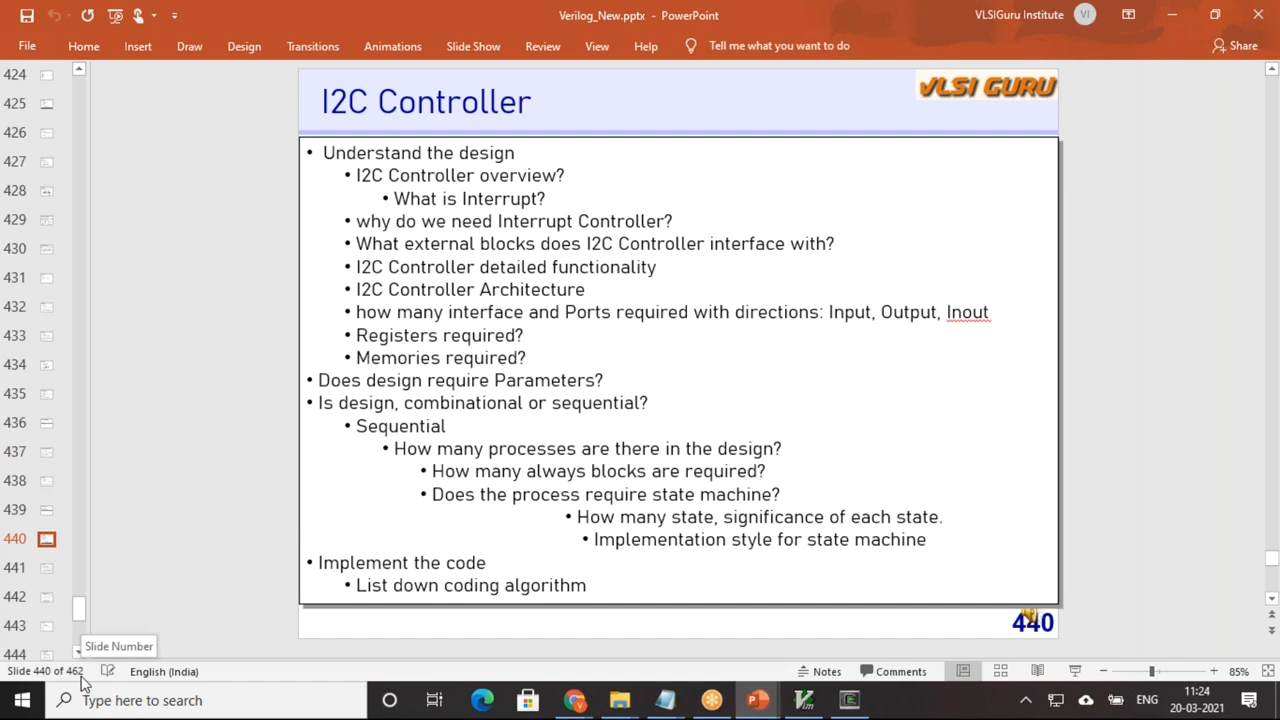 Verilog_New.pptx - PowerPoint
VLSIGuru Institute
VI
File
Home
Insert
Draw
Design
Transitions
Animations
Slide Show
Review
View
Help
Tell me what you want to do
Share
424
425
426
427
428
429
430
431
432
433
434
435
436
437
438
439
440
441
442
443
444
I2C Controller
VLSI GURU
• Understand the design
• I2C Controller overview?
• What is Interrupt?
• why do we need Interrupt Controller?
• What external blocks does I2C Controller interface with?
• I2C Controller detailed functionality
• I2C Controller Architecture
• how many interface and Ports required with directions: Input, Output, Inout
• Registers required?
• Memories required?
• Does design require Parameters?
• Is design, combinational or sequential?
• Sequential
• How many processes are there in the design?
• How many always blocks are required?
• Does the process require state machine?
• How many state, significance of each state.
• Implementation style for state machine
• Implement the code
• List down coding algorithm
440
Slide Number
Slide 440 of 462
English (India)
Notes
Comments
85%
Type here to search
ENG
11:24
20-03-2021